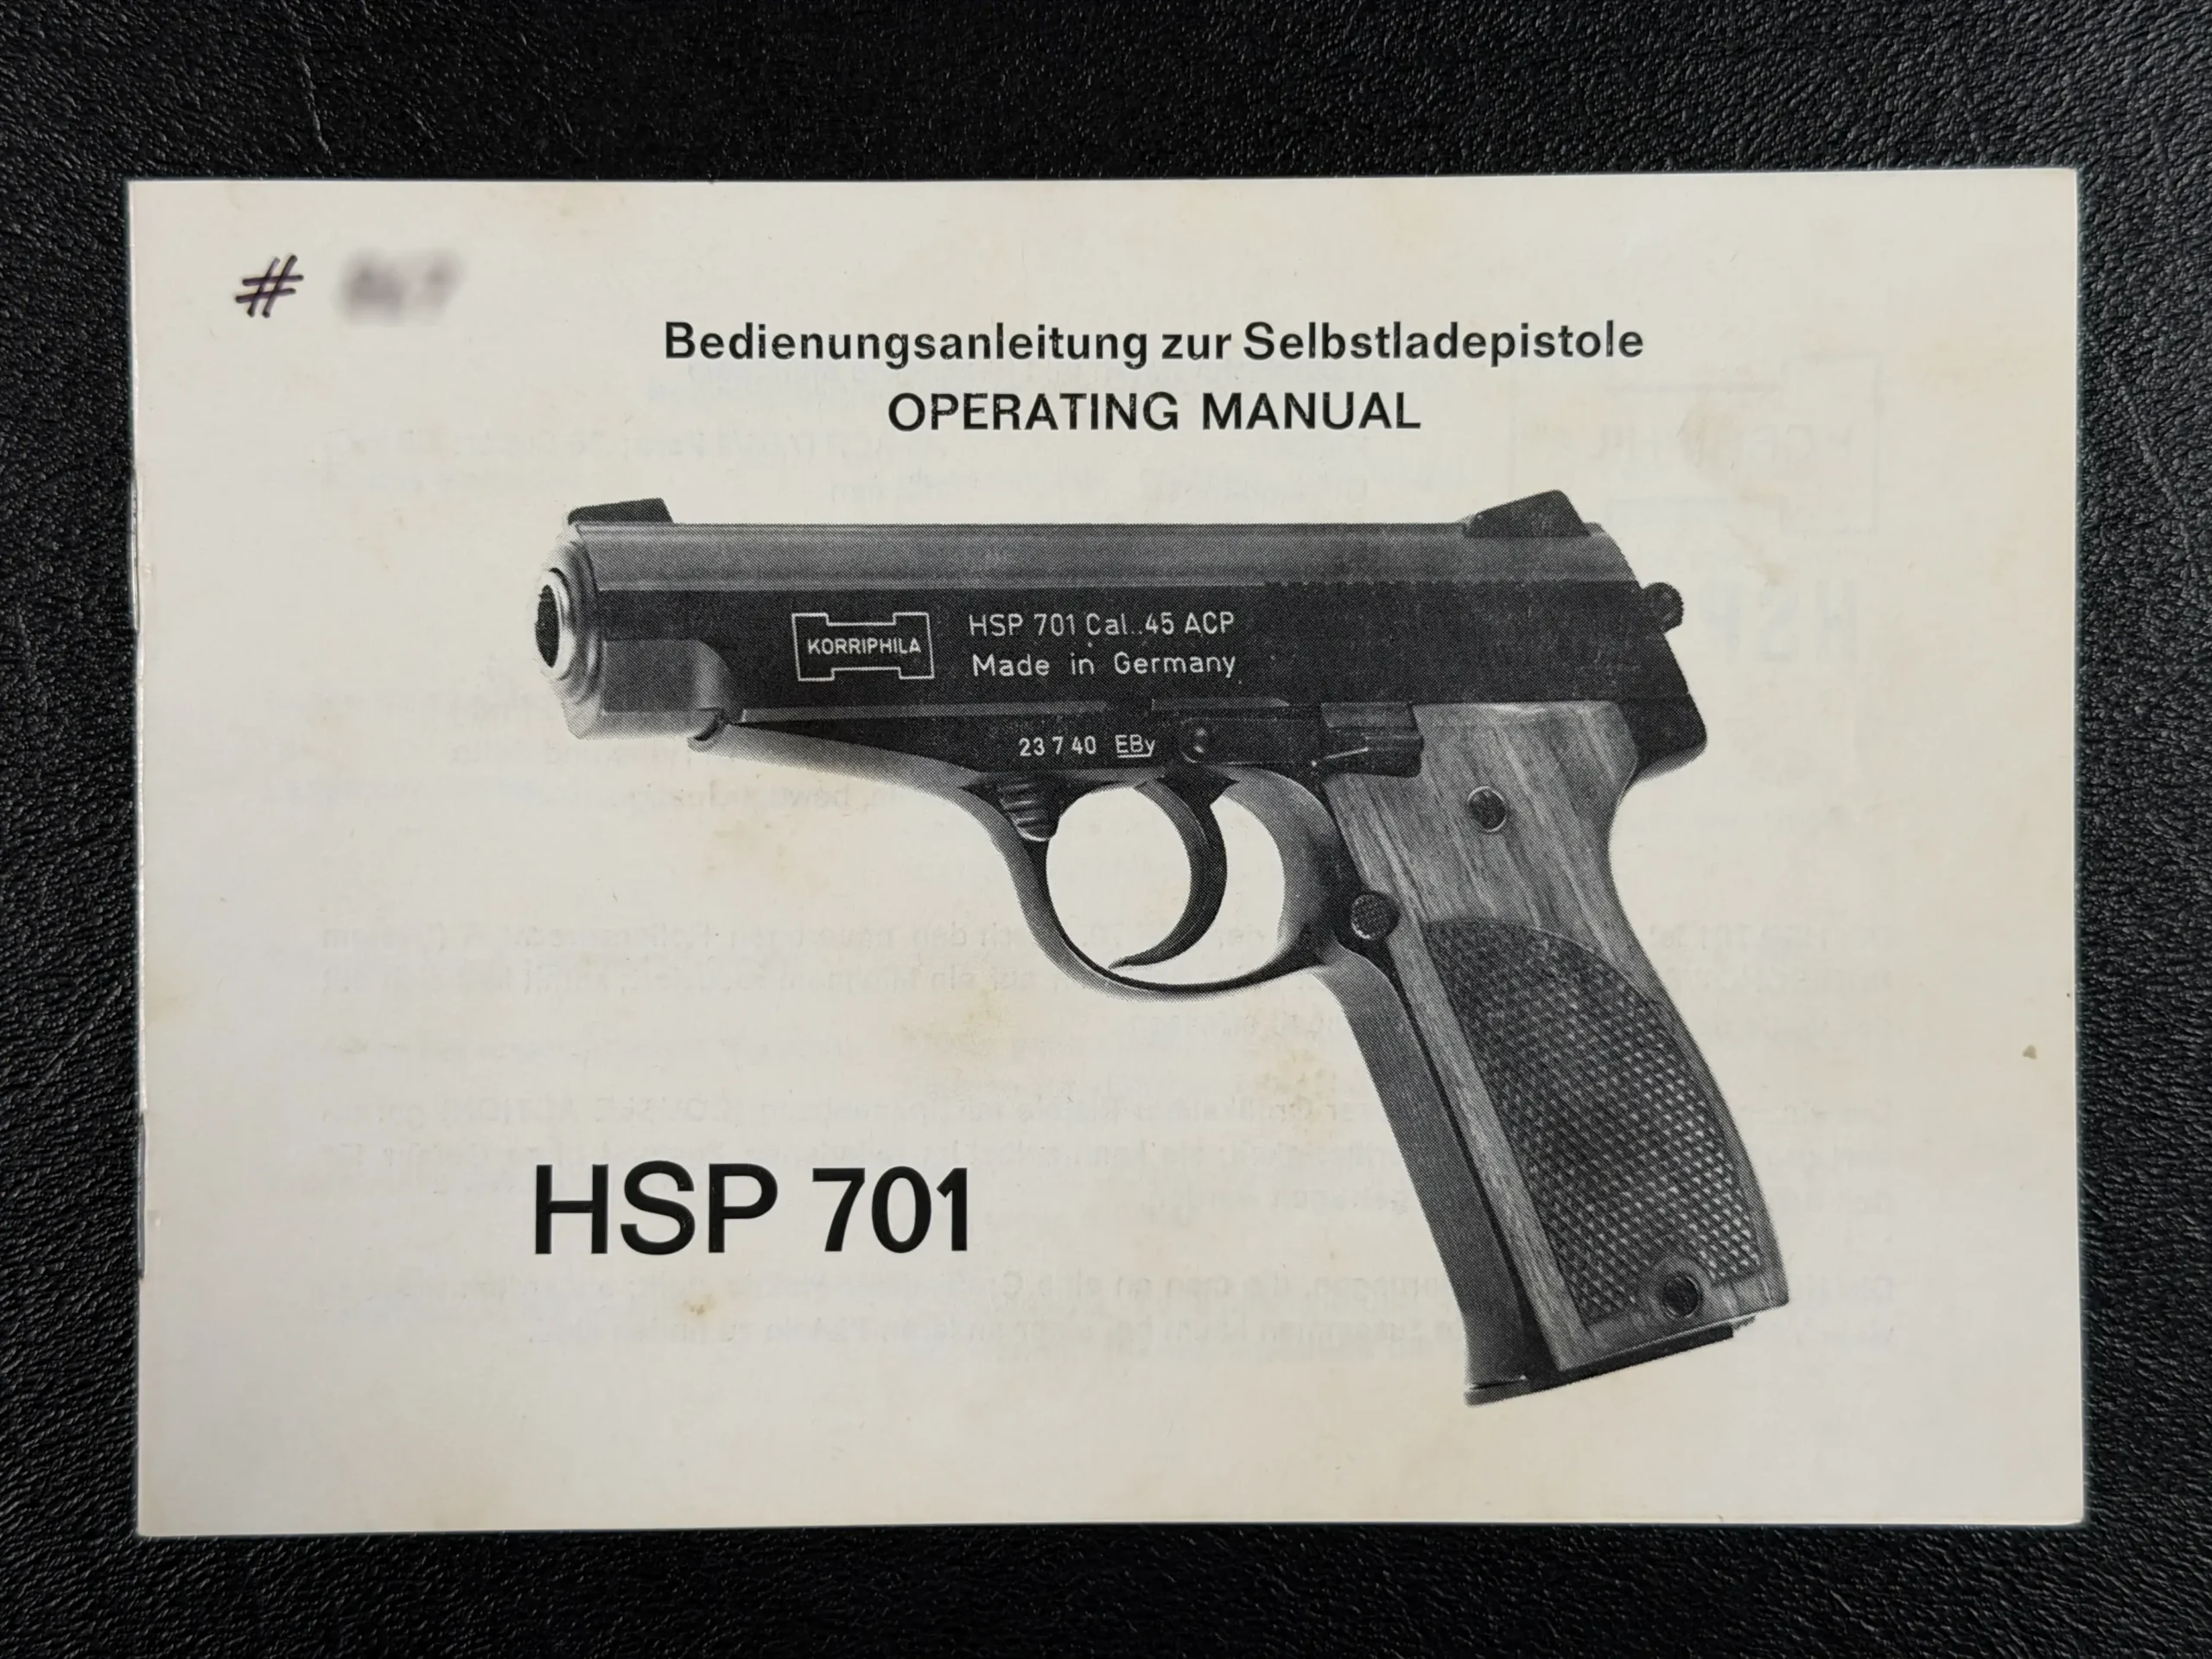 #
Bedienungsanleitung zur Selbstladepistole
OPERATING MANUAL
KORRIPHILA
HSP 701 Cal..45 ACP
Made in Germany
23 7 40 EBy
HSP 701